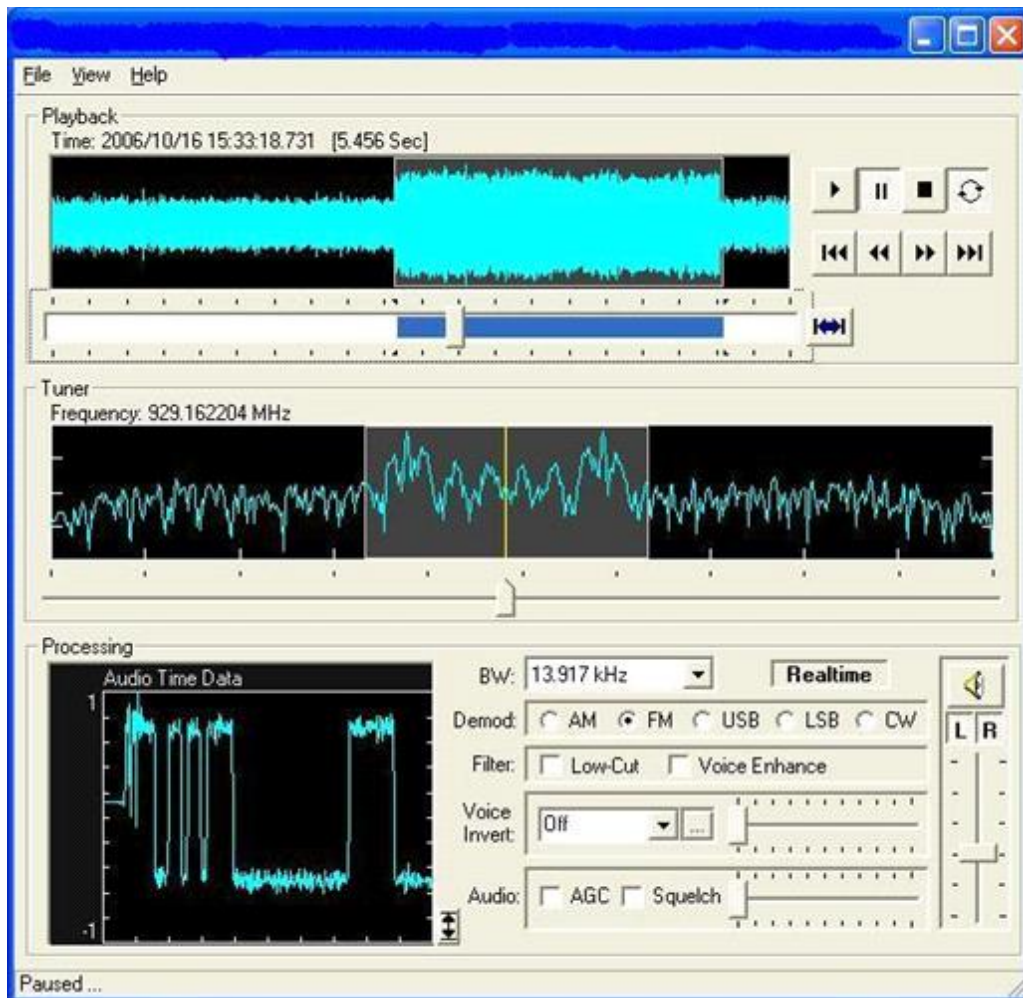 File View Help
Playback
Time: 2006/10/16 15:33:18.731 [5.456 Sec]
Tuner
Frequency: 929.162204 MHz
Processing
Audio Time Data
1
-1
BW: 13.917 kHz Realtime
Demod: AM FM USB LSB CW
L R
Filter: Low-Cut Voice Enhance
Voice
Invert: Off ...
Audio: AGC Squelch
Paused ...